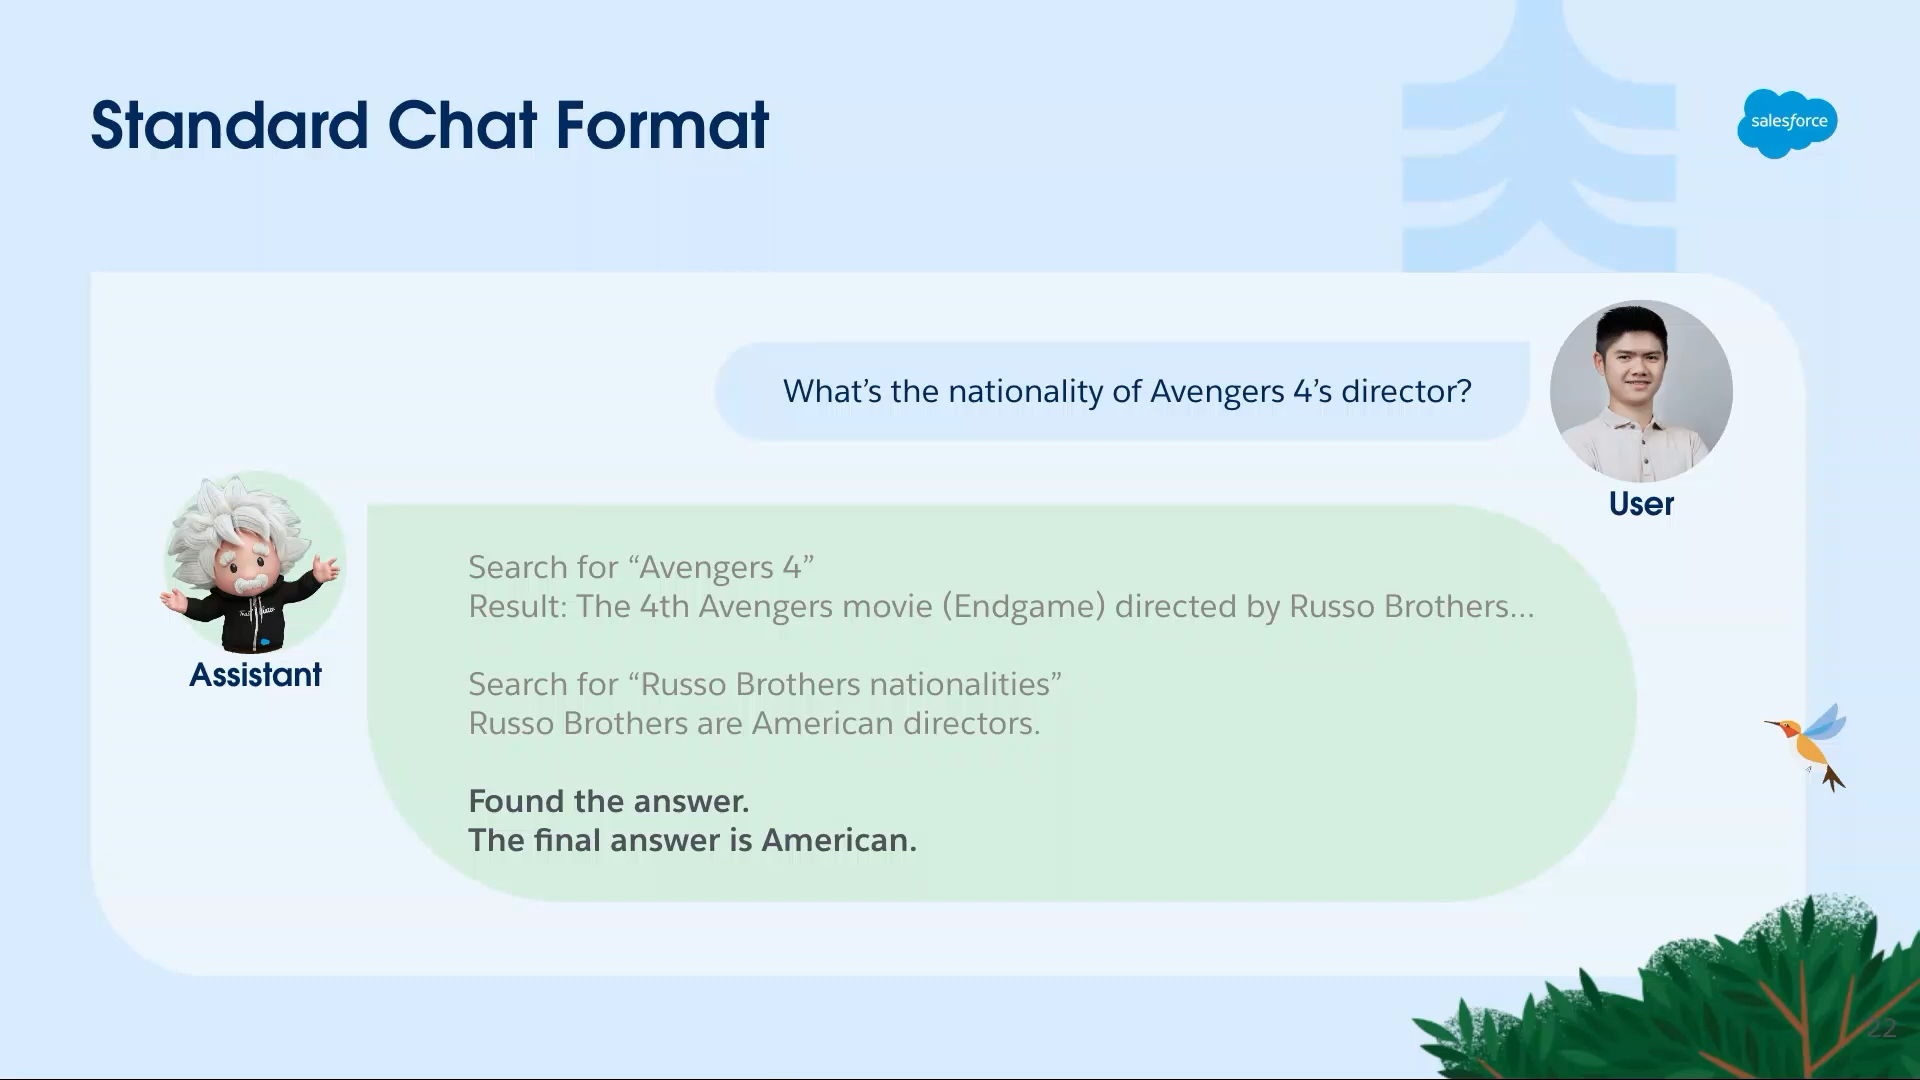 Standard Chat Format
salesforce
What’s the nationality of Avengers 4’s director?
User
Search for “Avengers 4”
Result: The 4th Avengers movie (Endgame) directed by Russo Brothers...
Assistant
Search for “Russo Brothers nationalities”
Russo Brothers are American directors.
Found the answer.
The final answer is American.
22